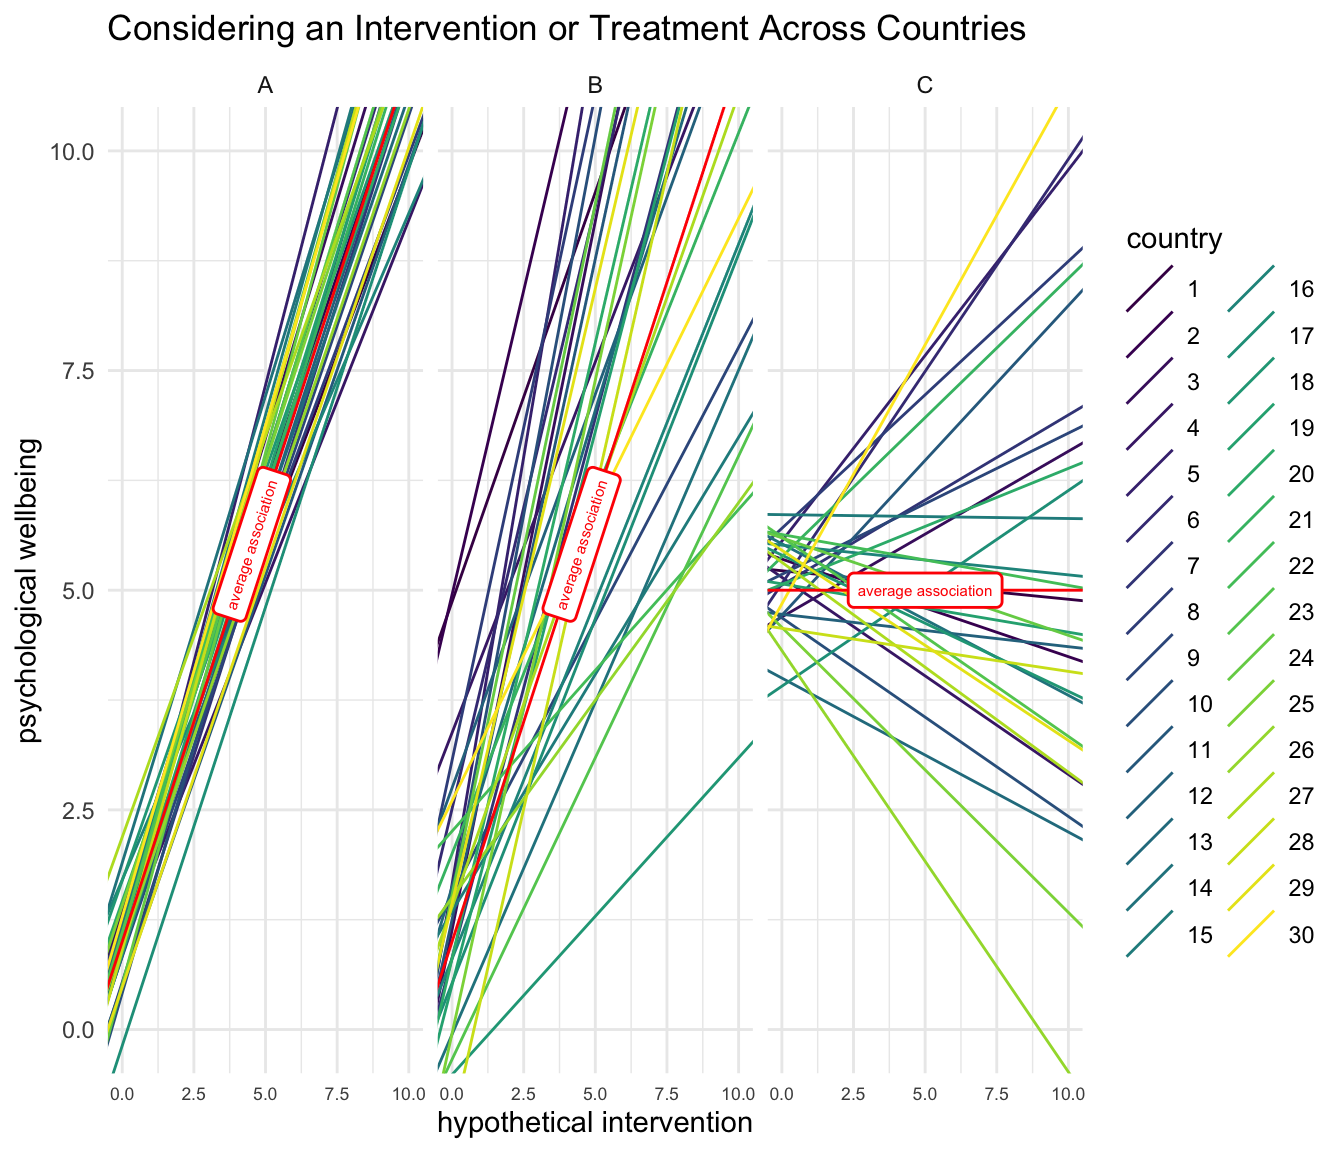 Considering an Intervention or Treatment Across Countries
A
B
C
10.0
7.5
5.0
2.5
0.0
psychological wellbeing
average association
average association
average association
0.0 2.5 5.0 7.5 10.0
0.0 2.5 5.0 7.5 10.0
0.0 2.5 5.0 7.5 10.0
hypothetical intervention
country
1
2
3
4
5
6
7
8
9
10
11
12
13
14
15
16
17
18
19
20
21
22
23
24
25
26
27
28
29
30